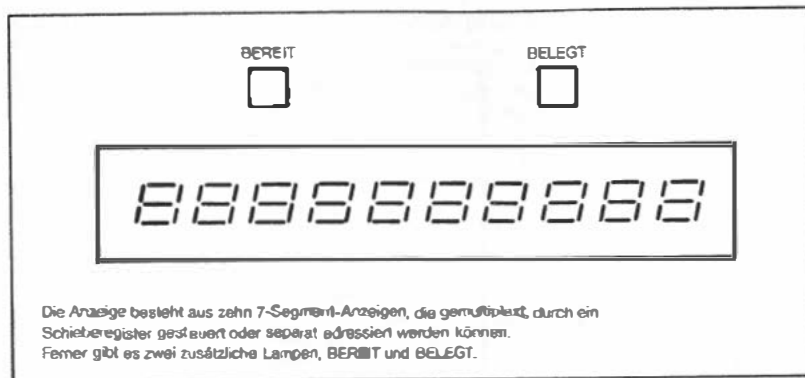 BEREIT BELEGT
Die Anzeige besteht aus zehn 7-Segment-Anzeigen, die gemultiplext, durch ein
Schieberegister gesteuert oder separat adressiert werden können.
Ferner gibt es zwei zusätzliche Lampen, BEREIT und BELEGT.